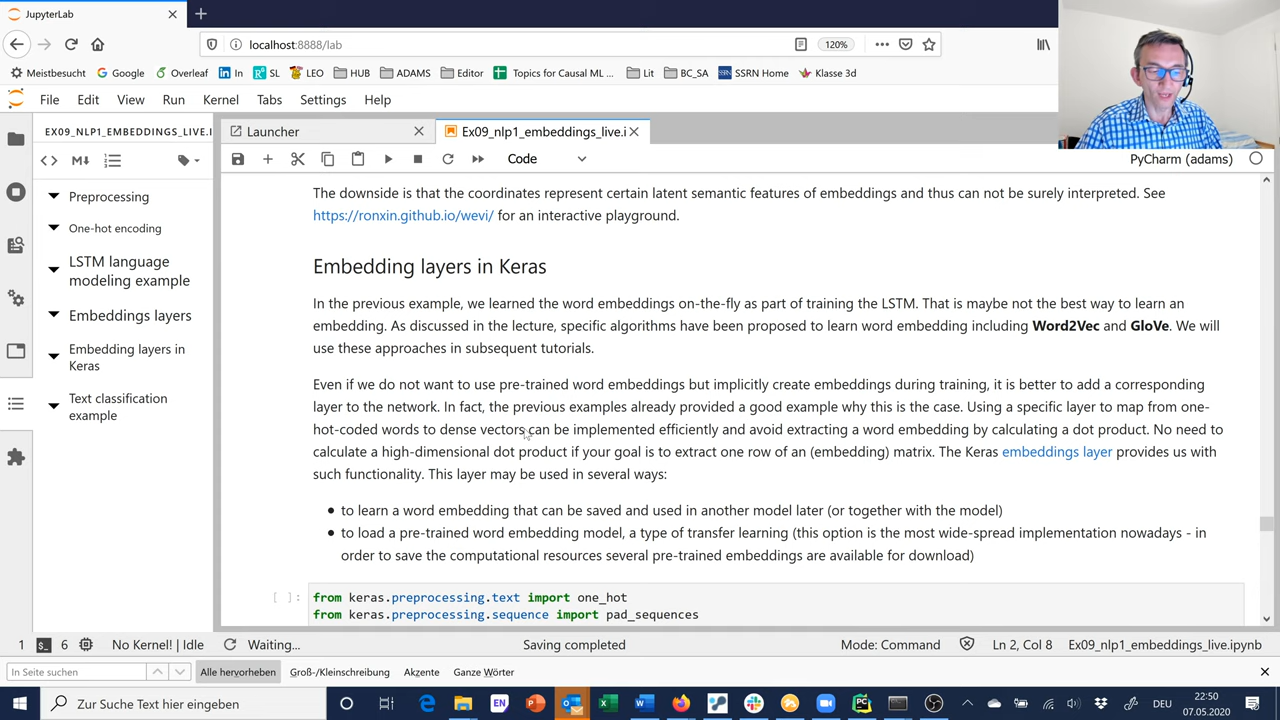 JupyterLab
localhost:8888/lab
120%
Meistbesucht
Google
Overleaf
In
SL
LEO
HUB
ADAMS
Editor
Topics for Causal ML ...
Lit
BC_SA
SSRN Home
Klasse 3d
File Edit View Run Kernel Tabs Settings Help
EX09_NLP1_EMBEDDINGS_LIVE.I
Launcher
Ex09_nlp1_embeddings_live.i
Code
PyCharm (adams)
Preprocessing
One-hot encoding
LSTM language
modeling example
Embeddings layers
Embedding layers in
Keras
Text classification
example
The downside is that the coordinates represent certain latent semantic features of embeddings and thus can not be surely interpreted. See
https://ronxin.github.io/wevi/ for an interactive playground.
Embedding layers in Keras
In the previous example, we learned the word embeddings on-the-fly as part of training the LSTM. That is maybe not the best way to learn an
embedding. As discussed in the lecture, specific algorithms have been proposed to learn word embedding including Word2Vec and GloVe. We will
use these approaches in subsequent tutorials.
Even if we do not want to use pre-trained word embeddings but implicitly create embeddings during training, it is better to add a corresponding
layer to the network. In fact, the previous examples already provided a good example why this is the case. Using a specific layer to map from one-
hot-coded words to dense vectors can be implemented efficiently and avoid extracting a word embedding by calculating a dot product. No need to
calculate a high-dimensional dot product if your goal is to extract one row of an (embedding) matrix. The Keras embeddings layer provides us with
such functionality. This layer may be used in several ways:
• to learn a word embedding that can be saved and used in another model later (or together with the model)
• to load a pre-trained word embedding model, a type of transfer learning (this option is the most wide-spread implementation nowadays - in
order to save the computational resources several pre-trained embeddings are available for download)
[ ]: from keras.preprocessing.text import one_hot
from keras.preprocessing.sequence import pad_sequences
1 6 No Kernel! | Idle Waiting... Saving completed Mode: Command Ln 2, Col 8 Ex09_nlp1_embeddings_live.ipynb
In Seite suchen Alle hervorheben Groß-/Kleinschreibung Akzente Ganze Wörter
Zur Suche Text hier eingeben
EN
DEU
22:50
07.05.2020